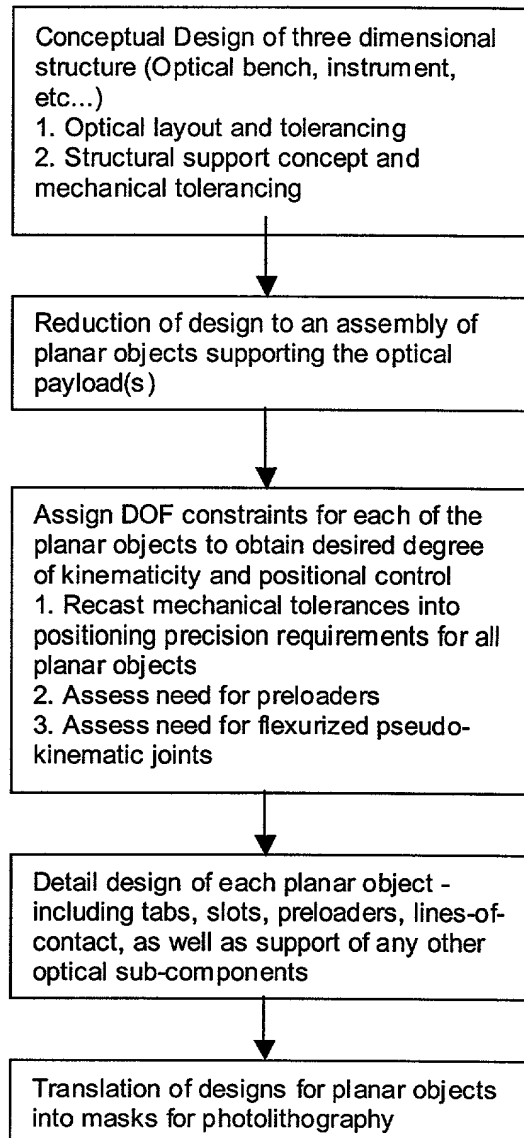 Conceptual Design of three dimensional
structure (Optical bench, instrument,
etc...)
1. Optical layout and tolerancing
2. Structural support concept and
mechanical tolerancing
Reduction of design to an assembly of
planar objects supporting the optical
payload(s)
Assign DOF constraints for each of the
planar objects to obtain desired degree
of kinematicity and positional control
1. Recast mechanical tolerances into
positioning precision requirements for all
planar objects
2. Assess need for preloaders
3. Assess need for flexurized pseudo-
kinematic joints
Detail design of each planar object -
including tabs, slots, preloaders, lines-of-
contact, as well as support of any other
optical sub-components
Translation of designs for planar objects
into masks for photolithography